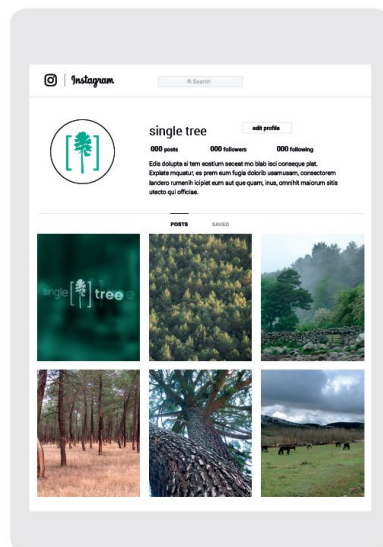 Instagram
Search
single tree
edit profile
000 posts
000 followers
000 following
Edis dolupta si tem eostium seceat mo blab isci conseque plat.
Explate mquatur, es prem eum fugia dolorib usamusam, consectorem
landero rumenih icipiet eum aut que quam, inus, omnihit maiorum sitis
utecto qui officiae.
POSTS
SAVED
single [ ] tree